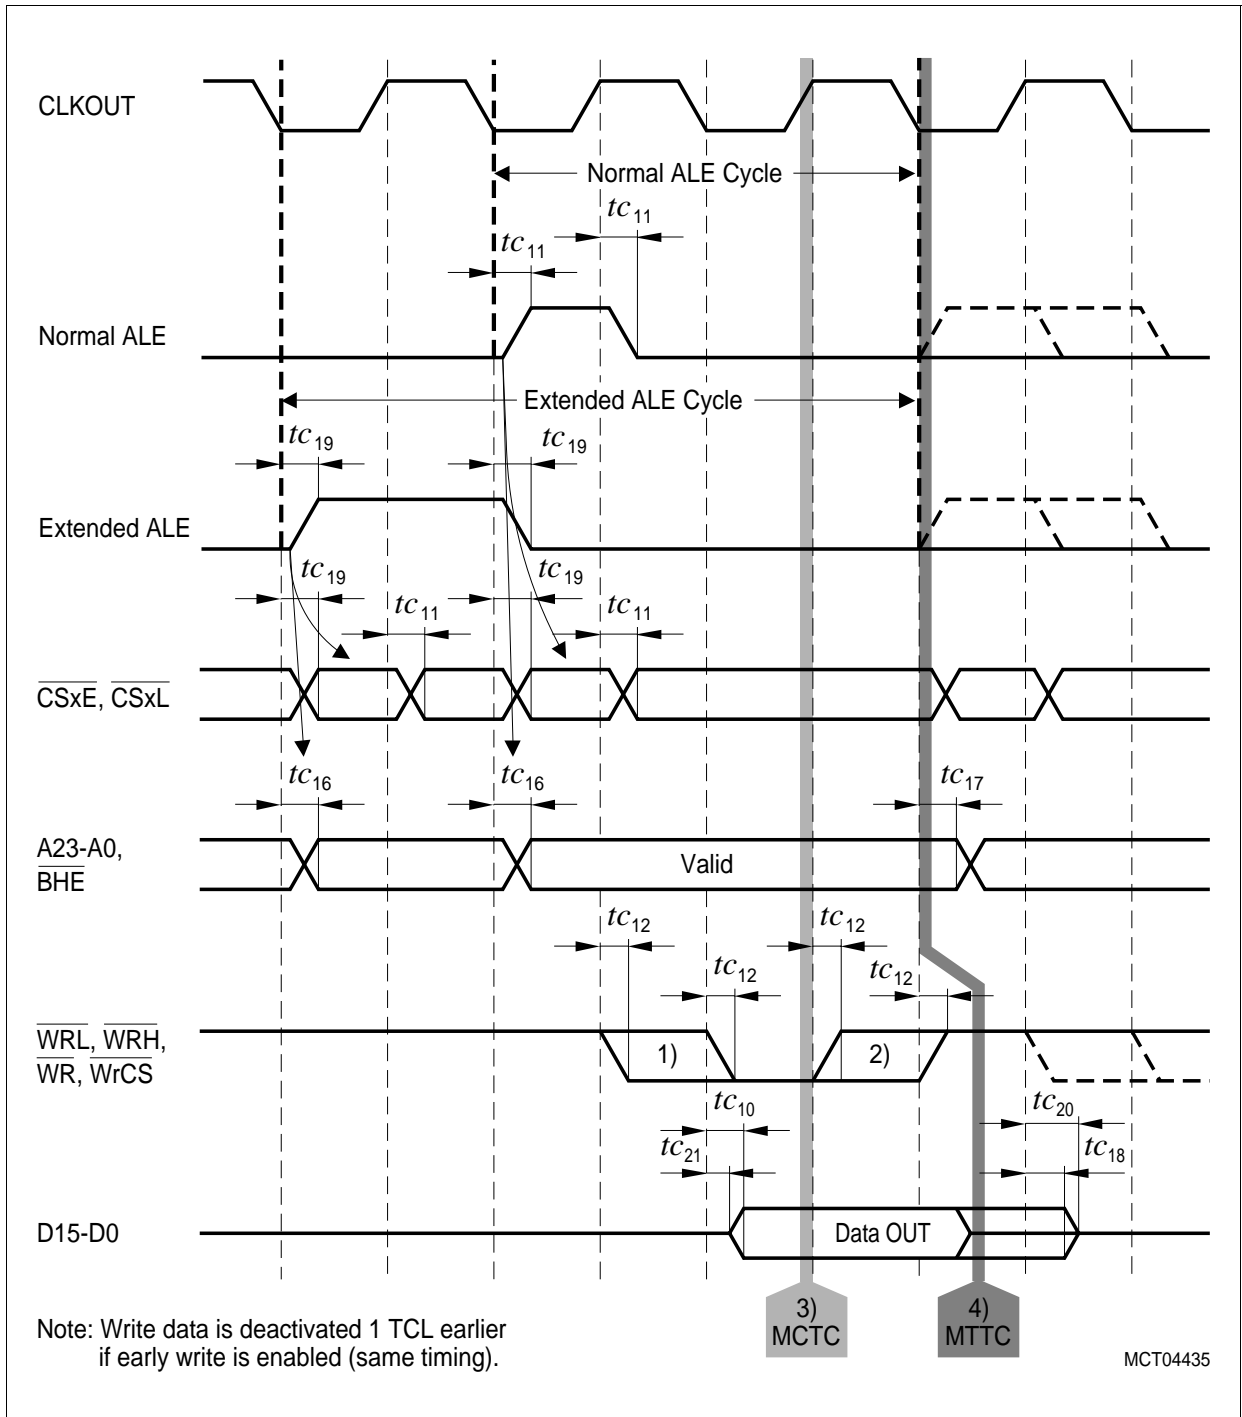 CLKOUT
Normal ALE Cycle
tc11
tc11
Normal ALE
Extended ALE Cycle
tc19
tc19
Extended ALE
tc19
tc19
tc11
tc11
CSxE, CSxL
tc16
tc16
tc17
A23-A0,
BHE
Valid
tc12
tc12
tc12
tc12
WRL, WRH,
WR, WrCS
1)
2)
tc10
tc20
tc21
tc18
D15-D0
Data OUT
3)
MCTC
4)
MTTC
Note: Write data is deactivated 1 TCL earlier
if early write is enabled (same timing).
MCT04435